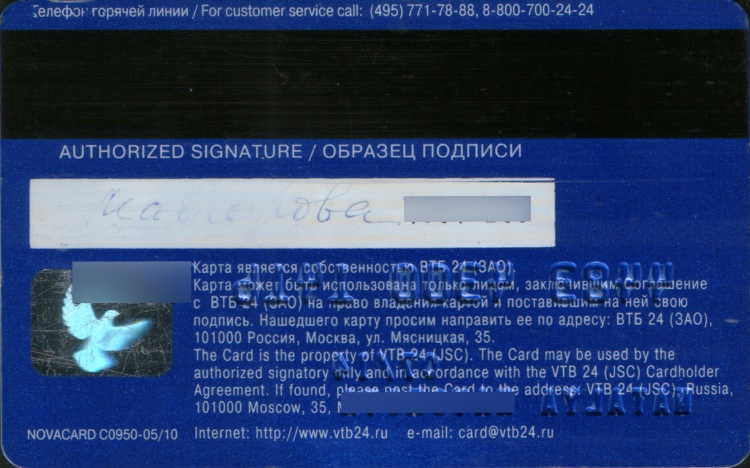 Телефон горячей линии / For customer service call: (495) 771-78-88, 8-800-700-24-24
AUTHORIZED SIGNATURE / ОБРАЗЕЦ ПОДПИСИ
Карта является собственностью ВТБ 24 (ЗАО).
Карта может быть использована только лицом, заключившим Соглашение
с ВТБ 24 (ЗАО) на право владения картой и поставившим на ней свою
подпись. Нашедшего карту просим направить ее по адресу: ВТБ 24 (ЗАО),
101000 Россия, Москва, ул. Мясницкая, 35.
The Card is the property of VTB 24 (JSC). The Card may be used by the
authorized signatory only and in accordance with the VTB 24 (JSC) Cardholder
Agreement. If found, please post the Card to the address: VTB 24 (JSC), Russia,
101000 Moscow, 35,
NOVACARD C0950-05/10 Internet: http://www.vtb24.ru e-mail: card@vtb24.ru